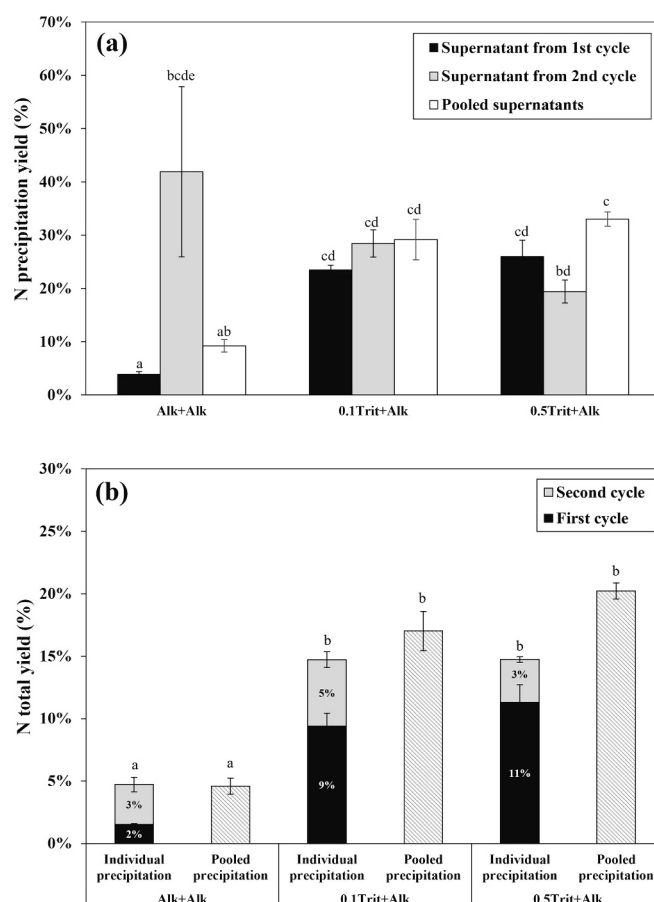 (a)
Supernatant from 1st cycle
Supernatant from 2nd cycle
Pooled supernatants
N precipitation yield (%)
70%
60%
50%
40%
30%
20%
10%
0%
a
bcde
ab
cd
cd
cd
cd
bd
c
Alk+Alk
0.1Trit+Alk
0.5Trit+Alk
(b)
Second cycle
First cycle
N total yield (%)
30%
25%
20%
15%
10%
5%
0%
a
a
b
b
b
b
3%
2%
5%
9%
3%
11%
Individual precipitation
Pooled precipitation
Individual precipitation
Pooled precipitation
Individual precipitation
Pooled precipitation
Alk+Alk
0.1Trit+Alk
0.5Trit+Alk